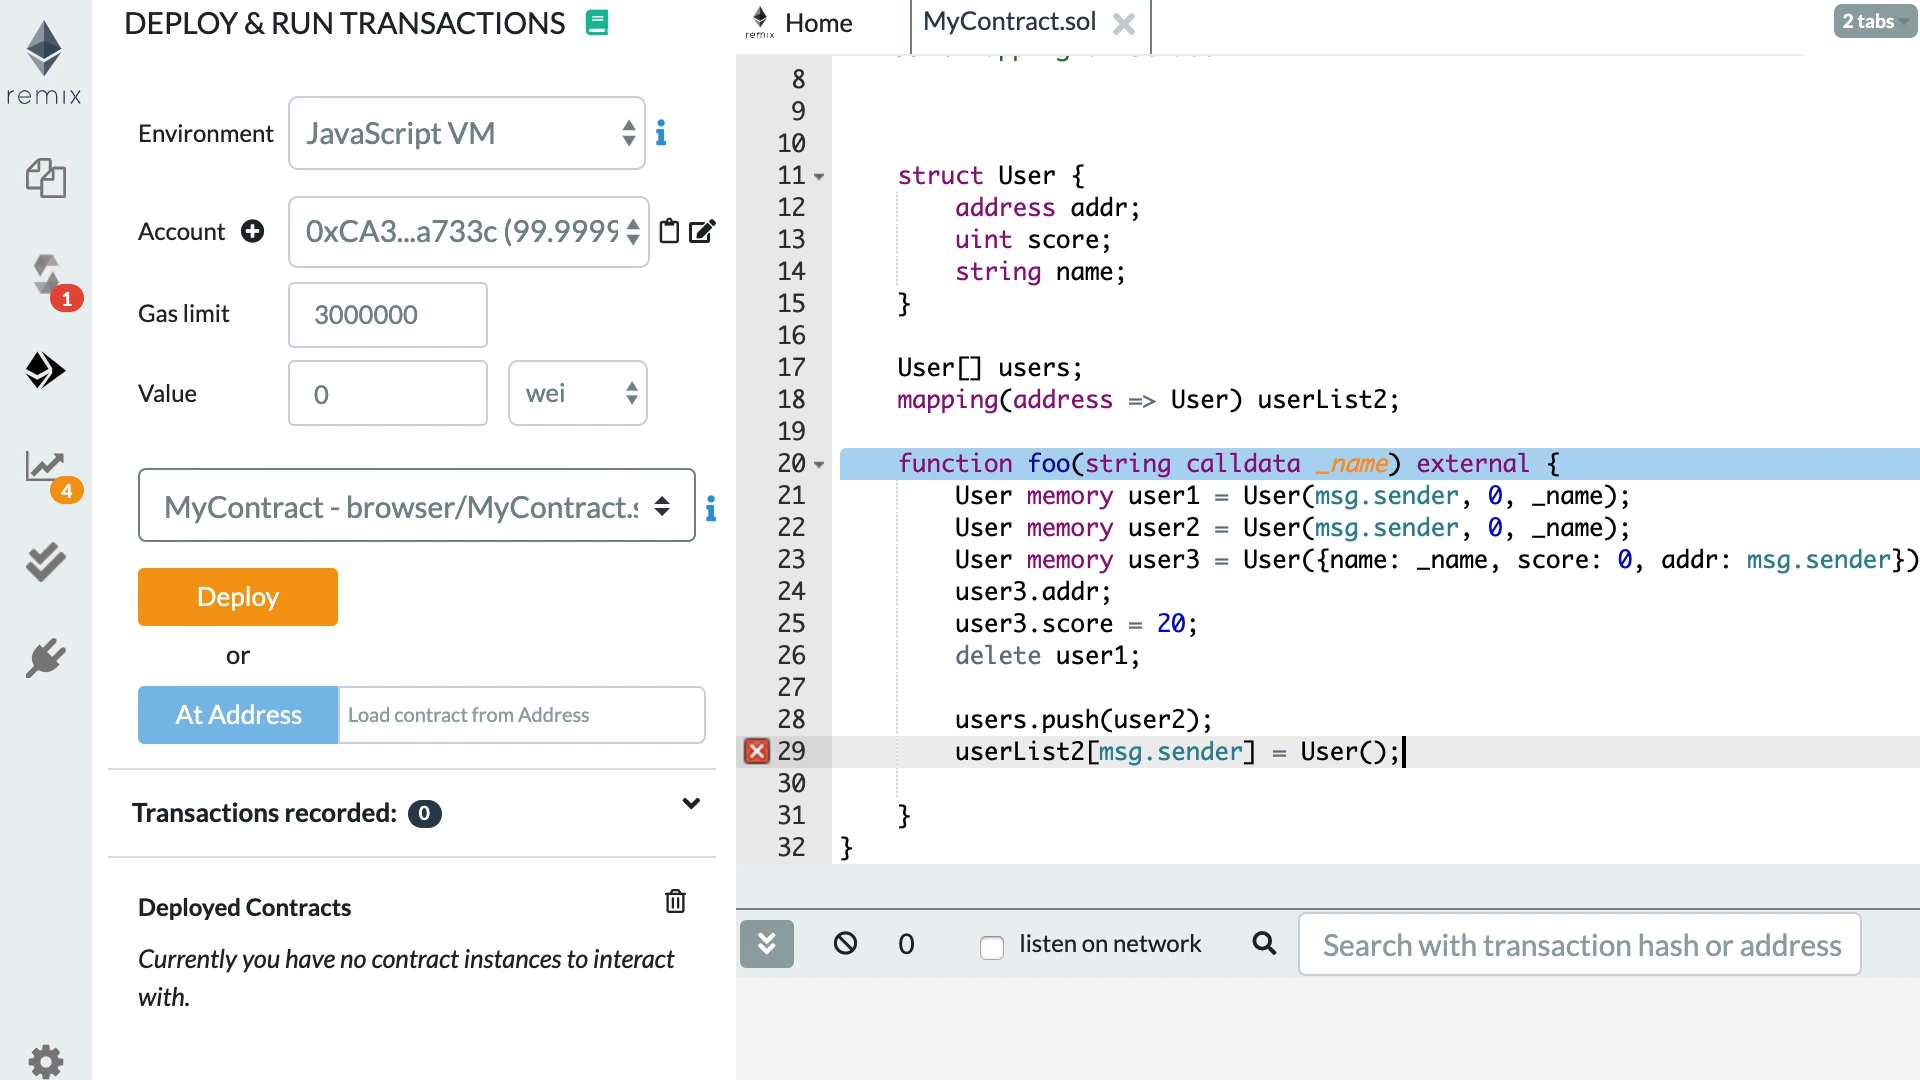 DEPLOY & RUN TRANSACTIONS
remix
Environment
JavaScript VM
Account
0xCA3...a733c (99.9999
Gas limit
3000000
Value
0
wei
1
4
MyContract - browser/MyContract.s
Deploy
or
At Address
Load contract from Address
Transactions recorded: 0
Deployed Contracts
Currently you have no contract instances to interact
with.
remix
Home
MyContract.sol
2 tabs
8
9
10
11 struct User {
12 address addr;
13 uint score;
14 string name;
15 }
16
17 User[] users;
18 mapping(address => User) userList2;
19
20 function foo(string calldata _name) external {
21 User memory user1 = User(msg.sender, 0, _name);
22 User memory user2 = User(msg.sender, 0, _name);
23 User memory user3 = User({name: _name, score: 0, addr: msg.sender})
24 user3.addr;
25 user3.score = 20;
26 delete user1;
27
28 users.push(user2);
29 userList2[msg.sender] = User();
30
31 }
32 }
0
listen on network
Search with transaction hash or address